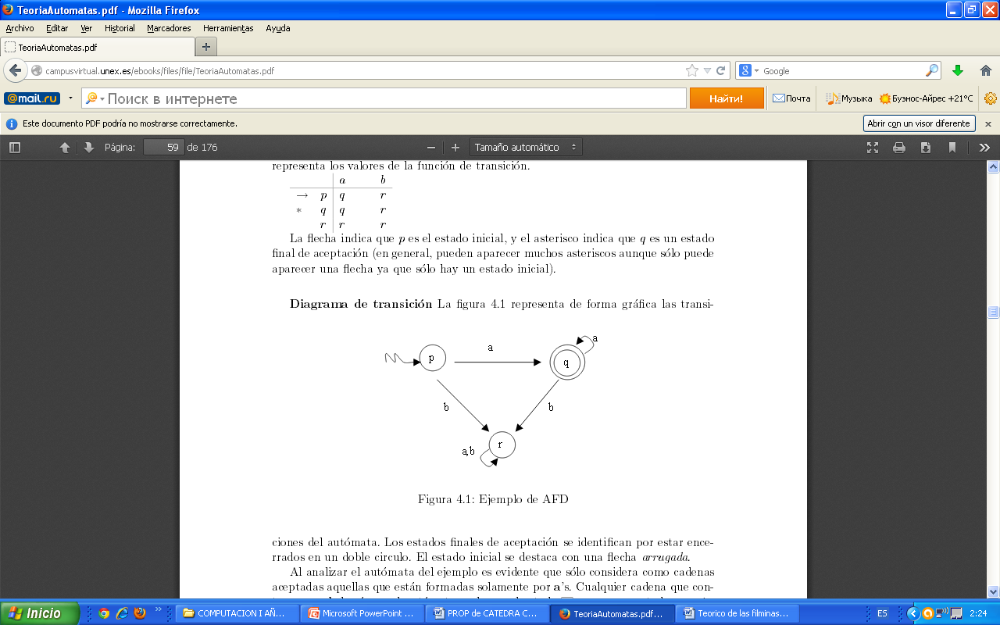 TeoriaAutomatas.pdf - Mozilla Firefox
Archivo Editar Ver Historial Marcadores Herramientas Ayuda
TeoriaAutomatas.pdf
campusvirtual.unex.es/ebooks/files/file/TeoriaAutomatas.pdf
Google
@mail.ru
Поиск в интернете
Найти!
Почта
Музыка
Буэнос-Айрес +21°C
Este documento PDF podría no mostrarse correctamente.
Abrir con un visor diferente
Página: 59 de 176
Tamaño automático
representa los valores de la función de transición.
a b
→ p q r
* q q r
r r r
La flecha indica que p es el estado inicial, y el asterisco indica que q es un estado
final de aceptación (en general, pueden aparecer muchos asteriscos aunque sólo puede
aparecer una flecha ya que sólo hay un estado inicial).
Diagrama de transición La figura 4.1 representa de forma gráfica las transi-
a
a
p
q
b
b
r
a,b
Figura 4.1: Ejemplo de AFD
ciones del autómata. Los estados finales de aceptación se identifican por estar ence-
rrados en un doble circulo. El estado inicial se destaca con una flecha arrugada.
Al analizar el autómata del ejemplo es evidente que sólo considera como cadenas
aceptadas aquellas que están formadas solamente por a's. Cualquier cadena que con-
Inicio
COMPUTACION I AÑ...
Microsoft PowerPoint ...
PROP de CATEDRA C...
TeoriaAutomatas.pdf...
Teorico de las filminas...
ES
2:24